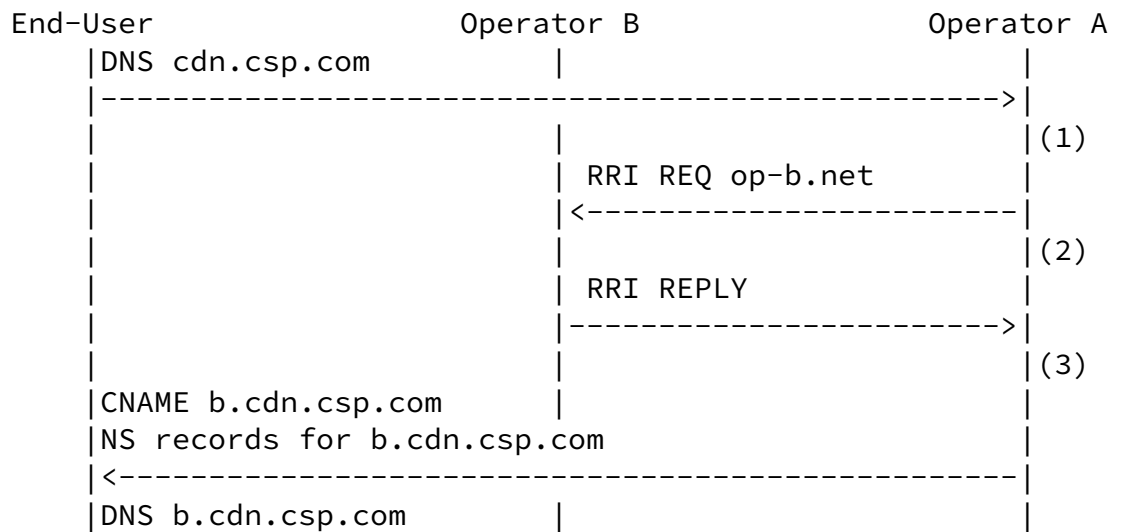 End-User                 Operator B                Operator A
    |DNS cdn.csp.com          |                         |
    |-------------------------------------------------->|
    |                         |                         |(1)
    |                         | RRI REQ op-b.net        |
    |                         |<------------------------|
    |                         |                         |(2)
    |                         | RRI REPLY               |
    |                         |------------------------>|
    |                         |                         |(3)
    |CNAME b.cdn.csp.com      |                         |
    |NS records for b.cdn.csp.com                       |
    |<--------------------------------------------------|
    |DNS b.cdn.csp.com        |                         |